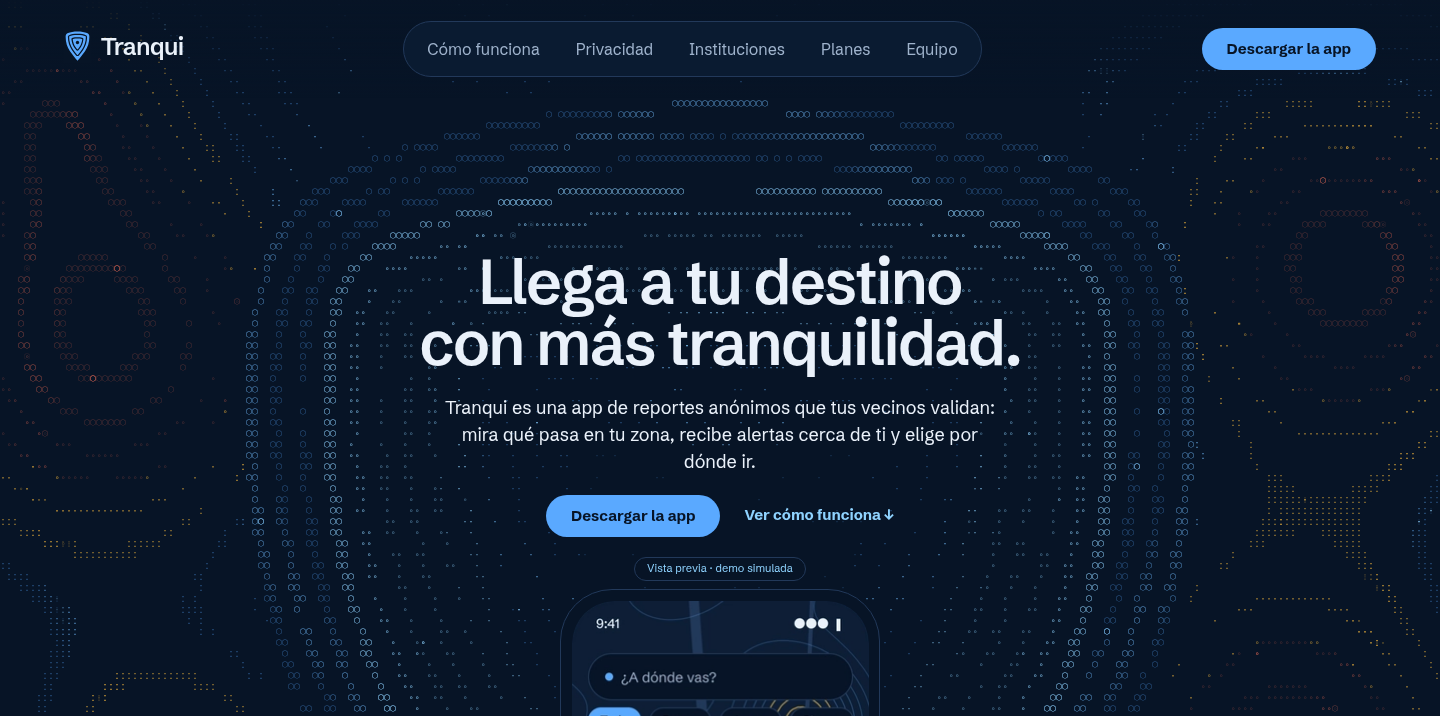 Tranqui
Cómo funciona
Privacidad
Instituciones
Planes
Equipo
Descargar la app
Llega a tu destino
con más tranquilidad.
Tranqui es una app de reportes anónimos que tus vecinos validan:
mira qué pasa en tu zona, recibe alertas cerca de ti y elige por
dónde ir.
Descargar la app
Ver cómo funciona ↓
Vista previa · demo simulada
9:41
¿A dónde vas?